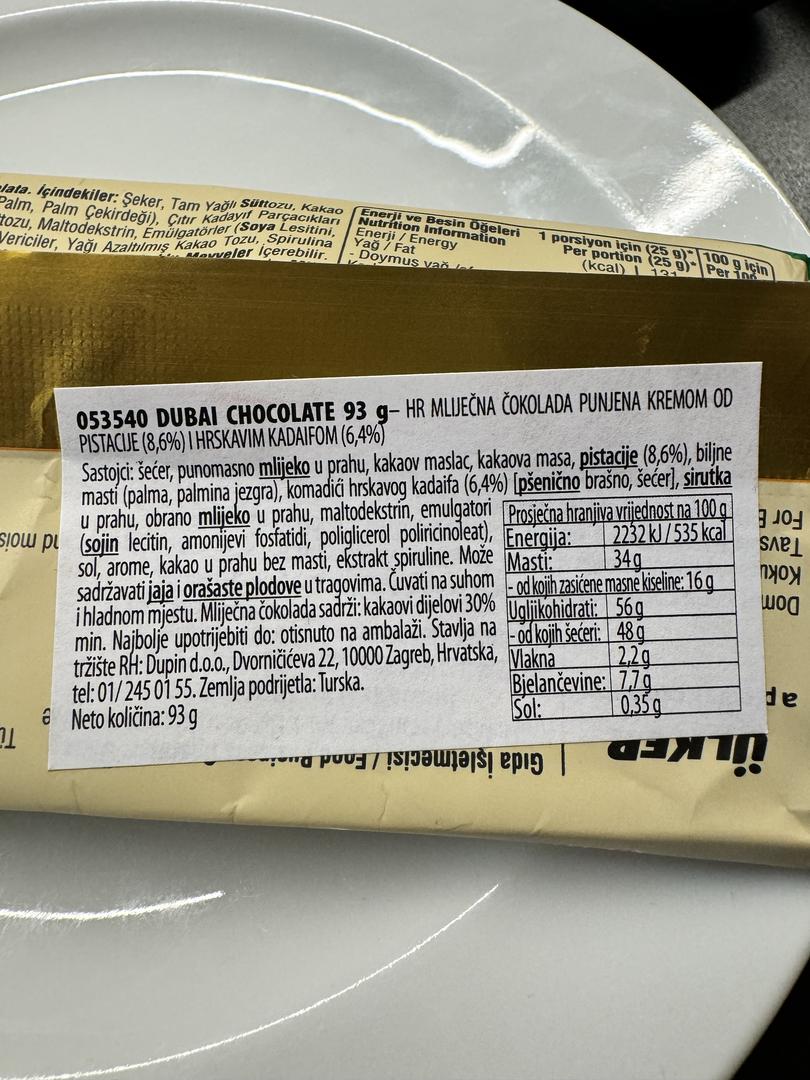 lata. İçindekiler: Şeker, Tam Yağlı Süttozu, Kakao
Palm, Palm Çekirdeği), Çıtır Kadayıf Parçacıkları
tozu, Maltodekstrin, Emülgatörler (Soya Lesitini,
Vericiler, Yağı Azaltılmış Kakao Tozu, Spirulina
Meyveler İçerebilir.
Enerji ve Besin Öğeleri
Nutrition Information
Enerji / Energy
Yağ / Fat
- Doymuş yağ
1 porsiyon için (25 g)*
Per portion (25 g)*
(kcal) 131
100 g için
Per 100
053540 DUBAI CHOCOLATE 93 g– HR MLIJEČNA ČOKOLADA PUNJENA KREMOM OD
PISTACIJE (8,6%) I HRSKAVIM KADAIFOM (6,4%)
Sastojci: šećer, punomasno mlijeko u prahu, kakaov maslac, kakaova masa, pistacije (8,6%), biljne
masti (palma, palmina jezgra), komadići hrskavog kadaifa (6,4%) [pšenično brašno, šećer], sirutka
u prahu, obrano mlijeko u prahu, maltodekstrin, emulgatori
(sojin lecitin, amonijevi fosfatidi, poliglicerol poliricinoleat),
sol, arome, kakao u prahu bez masti, ekstrakt spiruline. Može
sadržavati jaja i orašaste plodove u tragovima. Čuvati na suhom
i hladnom mjestu. Mliječna čokolada sadrži: kakaovi dijelovi 30%
min. Najbolje upotrijebiti do: otisnuto na ambalaži. Stavlja na
tržište RH: Dupin d.o.o., Dvorničićeva 22, 10000 Zagreb, Hrvatska,
tel: 01/ 245 01 55. Zemlja podrijetla: Turska.
Neto količina: 93 g
Prosječna hranjiva vrijednost na 100 g
Energija: 2232 kJ / 535 kcal
Masti: 34 g
- od kojih zasićene masne kiseline: 16 g
Ugljikohidrati: 56 g
- od kojih šećeri: 48 g
Vlakna 2,2 g
Bjelančevine: 7,7 g
Sol: 0,35 g
For E
Tavs
Koku
Dom
ÜLKER
Gıda İşletmecisi / Food